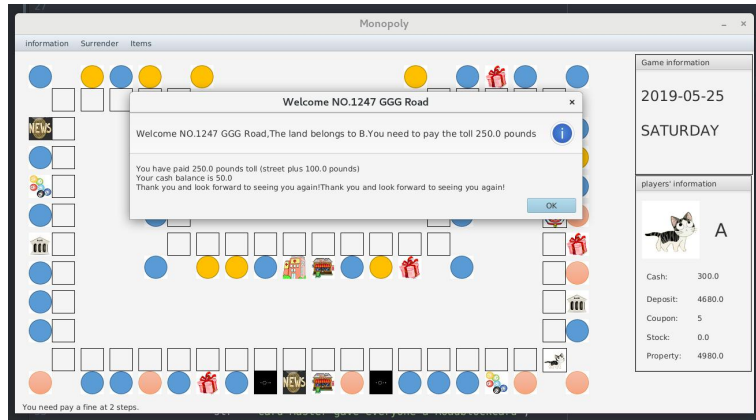 27
Monopoly
information Surrender Items
Game information
2019-05-25
SATURDAY
Welcome NO.1247 GGG Road
Welcome NO.1247 GGG Road,The land belongs to B.You need to pay the toll 250.0 pounds
You have paid 250.0 pounds toll (street plus 100.0 pounds)
Your cash balance is 50.0
Thank you and look forward to seeing you again!Thank you and look forward to seeing you again!
OK
NEWS
players' information
A
Cash: 300.0
Deposit: 4680.0
Coupon: 5
Stock: 0.0
Property: 4980.0
NEWS
You need pay a fine at 2 steps.